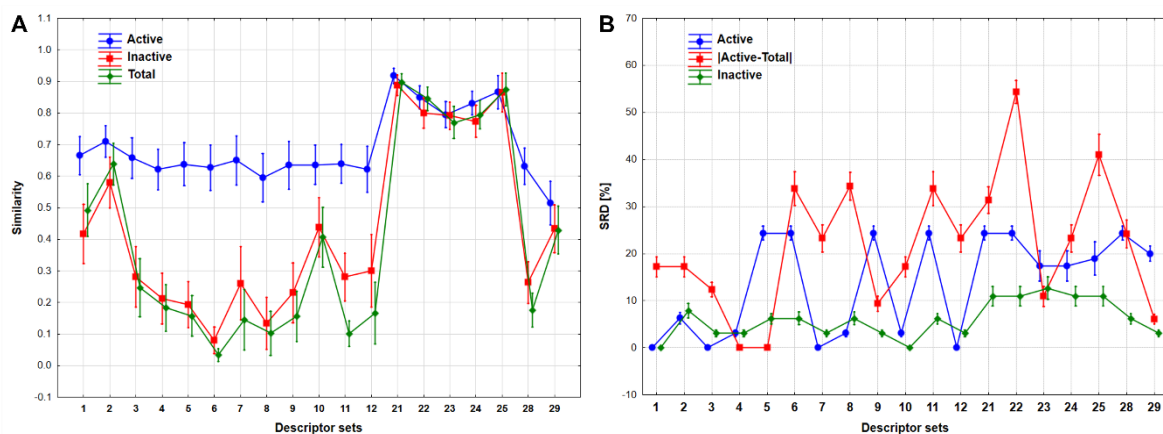 A
Active
Inactive
Total
Similarity
1.1
1.0
0.9
0.8
0.7
0.6
0.5
0.4
0.3
0.2
0.1
0.0
-0.1
1 2 3 4 5 6 7 8 9 10 11 12 21 22 23 24 25 28 29
Descriptor sets
B
Active
|Active-Total|
Inactive
SRD [%]
70
60
50
40
30
20
10
0
-10
1 2 3 4 5 6 7 8 9 10 11 12 21 22 23 24 25 28 29
Descriptor sets